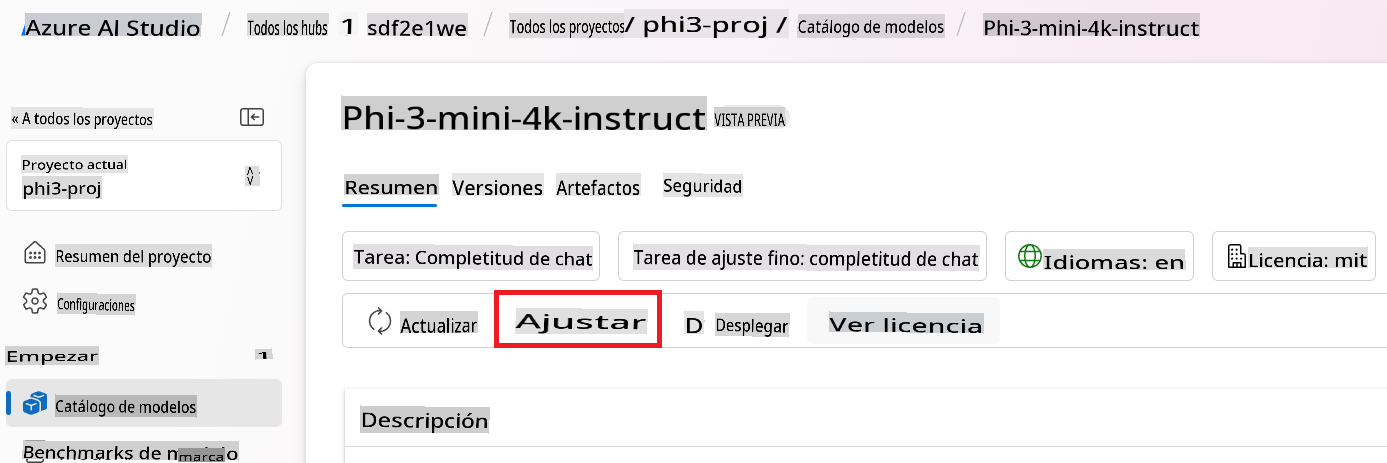 Azure AI Studio / Todos los hubs 1 sdf2e1we / Todos los proyectos / phi3-proj / Catálogo de modelos / Phi-3-mini-4k-instruct
« A todos los proyectos
Proyecto actual
phi3-proj
Resumen del proyecto
Configuraciones
Empezar 1
Catálogo de modelos
Benchmarks de marca
Phi-3-mini-4k-instruct VISTA PREVIA
Resumen Versiones Artefactos Seguridad
Tarea: Completitud de chat Tarea de ajuste fino: completitud de chat Idiomas: en Licencia: mit
Actualizar Ajustar D Desplegar Ver licencia
Descripción